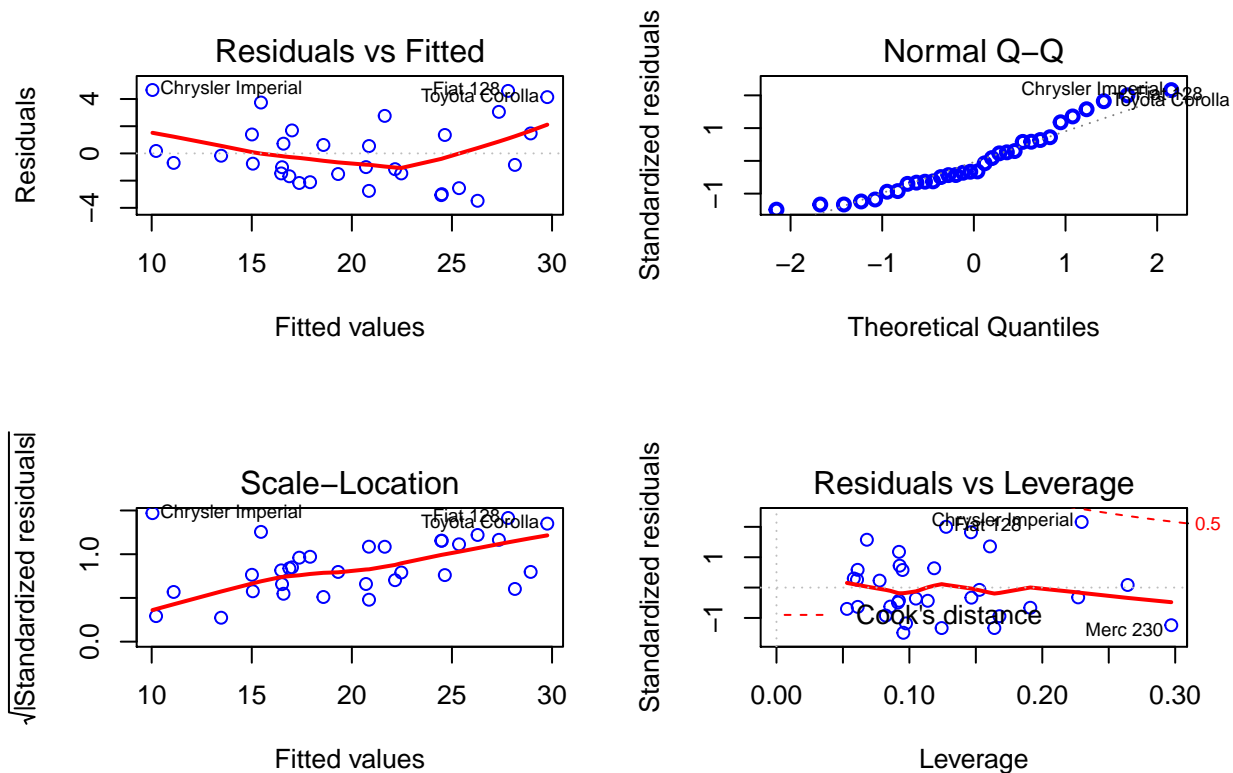 Residuals vs Fitted
Residuals
−4
0
4
Chrysler Imperial
Fiat 128
Toyota Corolla
10 15 20 25 30
Fitted values
Normal Q−Q
Standardized residuals
−1
1
Chrysler Imperial
Fiat 128
Toyota Corolla
−2 −1 0 1 2
Theoretical Quantiles
Scale−Location
√|Standardized residuals|
0.0
1.0
Chrysler Imperial
Fiat 128
Toyota Corolla
10 15 20 25 30
Fitted values
Residuals vs Leverage
Standardized residuals
−1
1
Chrysler Imperial
Fiat 128
0.5
Cook's distance
Merc 230
0.00 0.10 0.20 0.30
Leverage